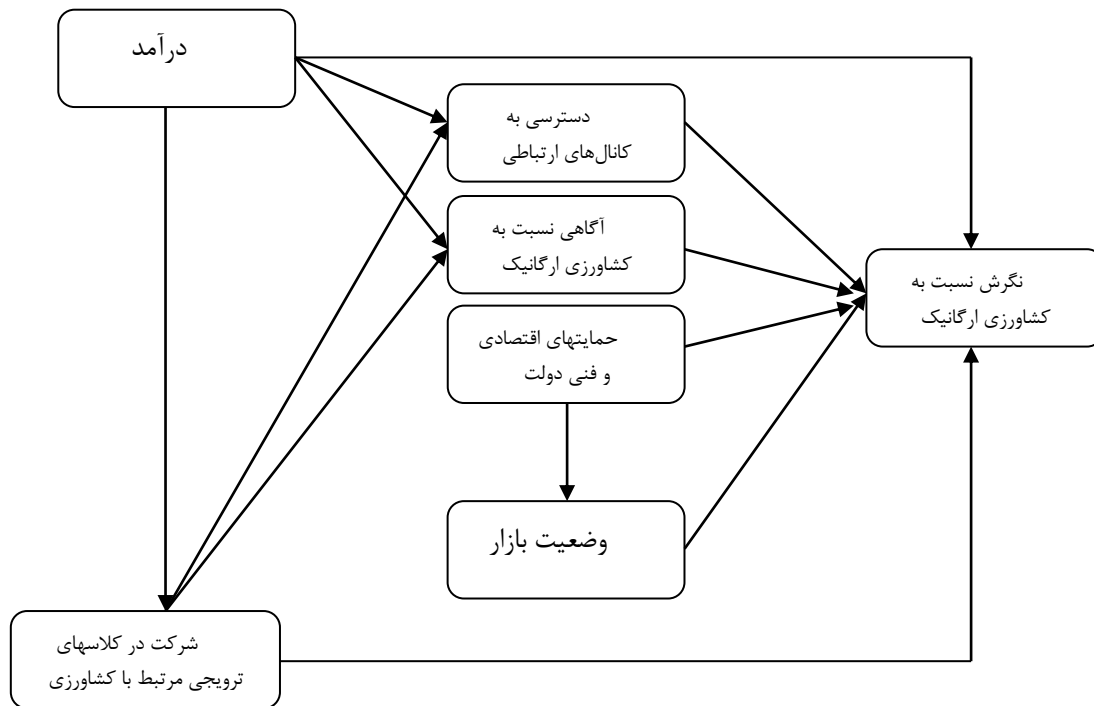 درآمد
دسترسی به
کانال‌های ارتباطی
آگاهی نسبت به
کشاورزی ارگانیک
نگرش نسبت به
کشاورزی ارگانیک
حمایتهای اقتصادی
و فنی دولت
وضعیت بازار
شرکت در کلاسهای
ترویجی مرتبط با کشاورزی